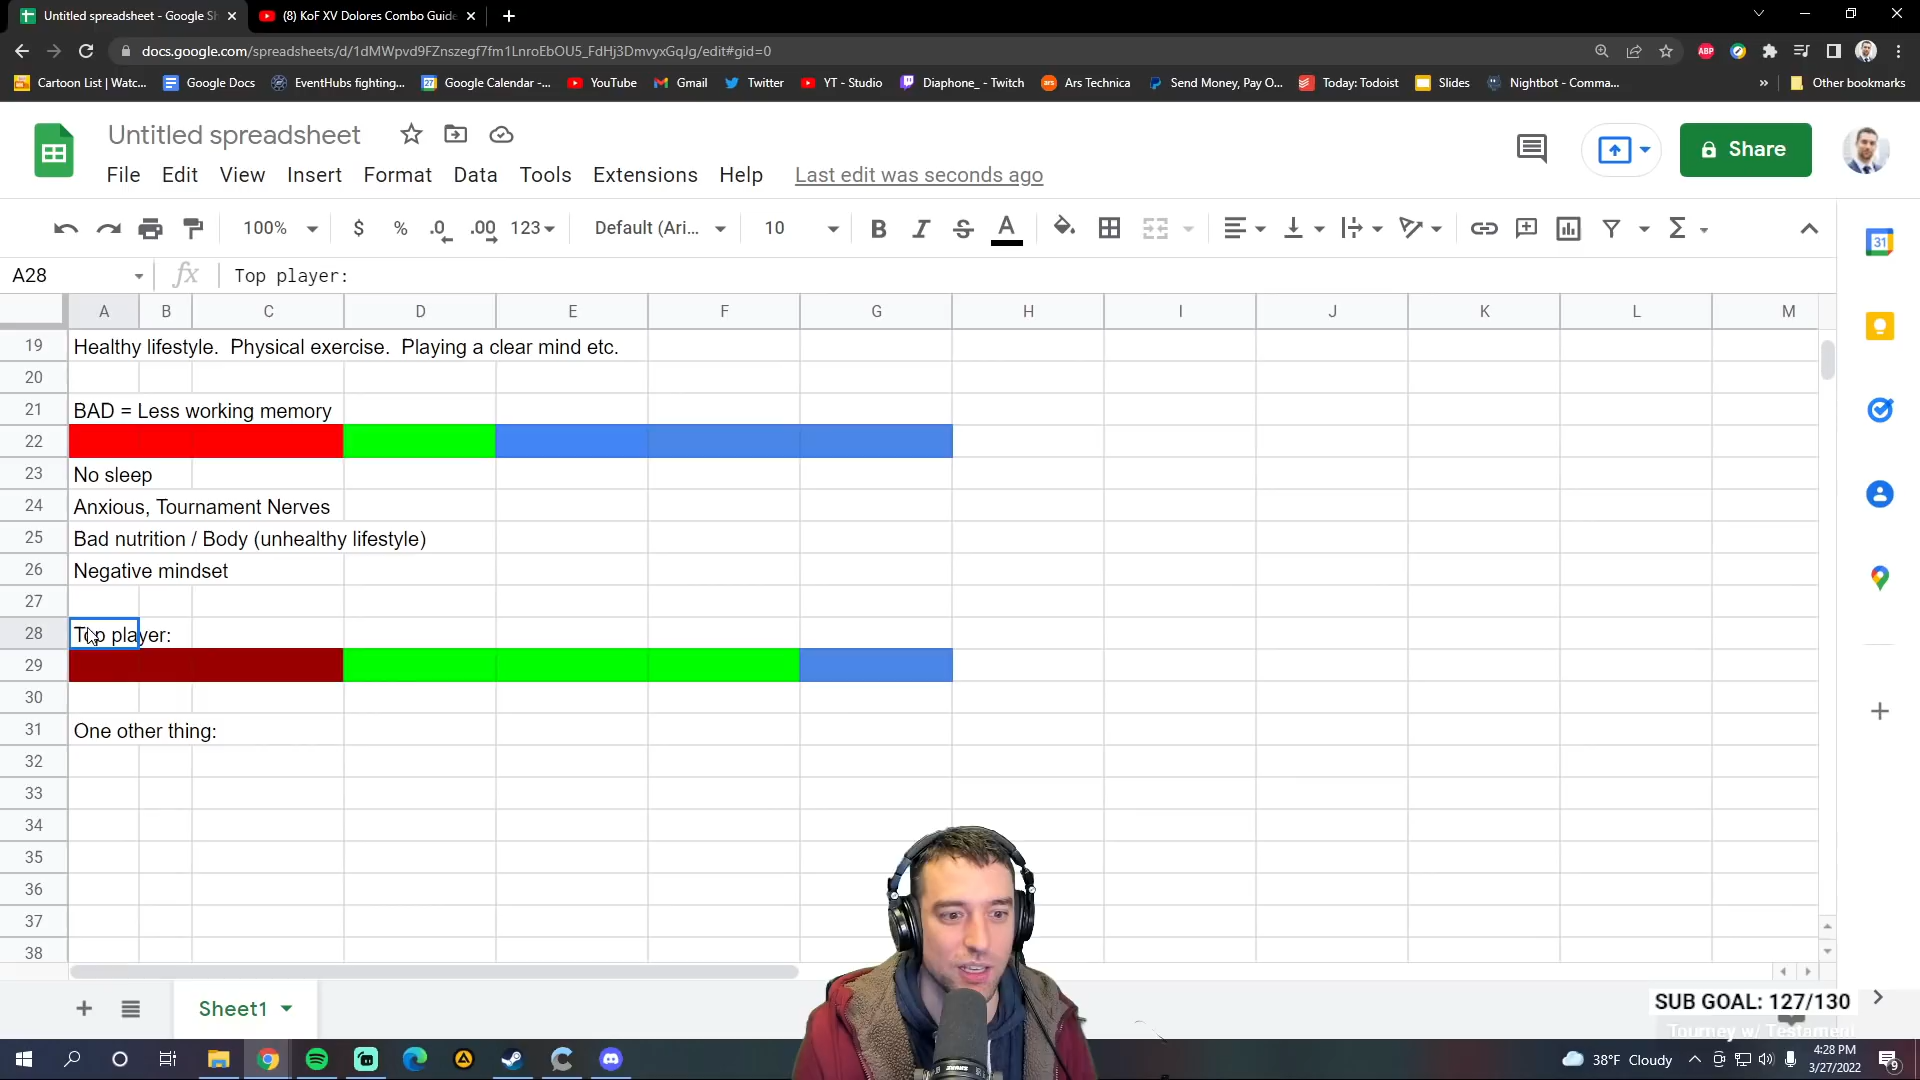 Untitled spreadsheet - Google Sh
(8) KoF XV Dolores Combo Guide
docs.google.com/spreadsheets/d/1dMWpvd9FZnszegf7fm1LnroEbOU5_FdHj3DmvyxGqJg/edit#gid=0
Cartoon List | Watc... Google Docs EventHubs fighting... Google Calendar -... YouTube Gmail Twitter YT - Studio Diaphone_ - Twitch Ars Technica Send Money, Pay O... Today: Todoist Slides Nightbot - Comma... » Other bookmarks
Untitled spreadsheet
Share
File Edit View Insert Format Data Tools Extensions Help Last edit was seconds ago
100% $ % .0 .00 123 Default (Ari... 10 B I S A
A28 fx Top player:
A B C D E F G H I J K L M
19 Healthy lifestyle. Physical exercise. Playing a clear mind etc.
20
21 BAD = Less working memory
22
23 No sleep
24 Anxious, Tournament Nerves
25 Bad nutrition / Body (unhealthy lifestyle)
26 Negative mindset
27
28 Top player:
29
30
31 One other thing:
32
33
34
35
36
37
38
Sheet1
SUB GOAL: 127/130
Tourney w/ Testament
38°F Cloudy
4:28 PM
3/27/2022